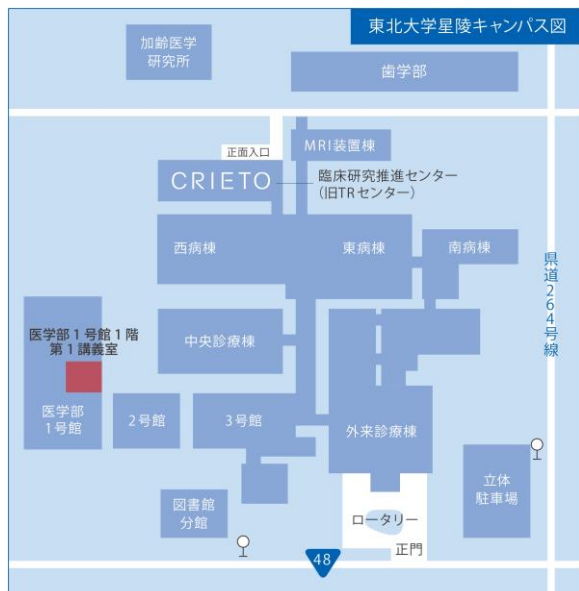 東北大学星陵キャンパス図
加齢医学
研究所
歯学部
正面入口
MRI装置棟
CRIETO
臨床研究推進センター
(旧TRセンター)
西病棟
東病棟
南病棟
県道264号線
医学部1号館1階
第1講義室
中央診療棟
医学部
1号館
2号館
3号館
外来診療棟
図書館
分館
立体
駐車場
ロータリー
正門
48